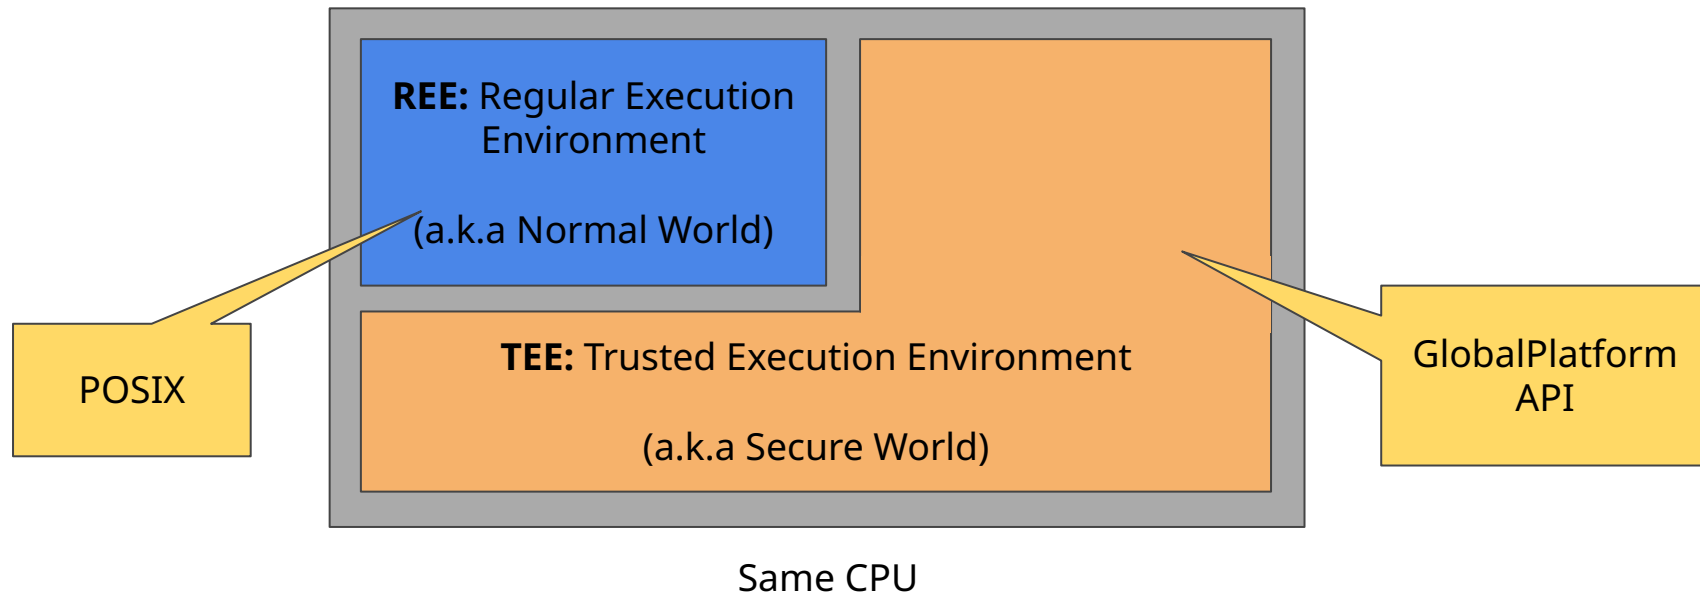 REE: Regular Execution
Environment
(a.k.a Normal World)
TEE: Trusted Execution Environment
(a.k.a Secure World)
POSIX
GlobalPlatform
API
Same CPU